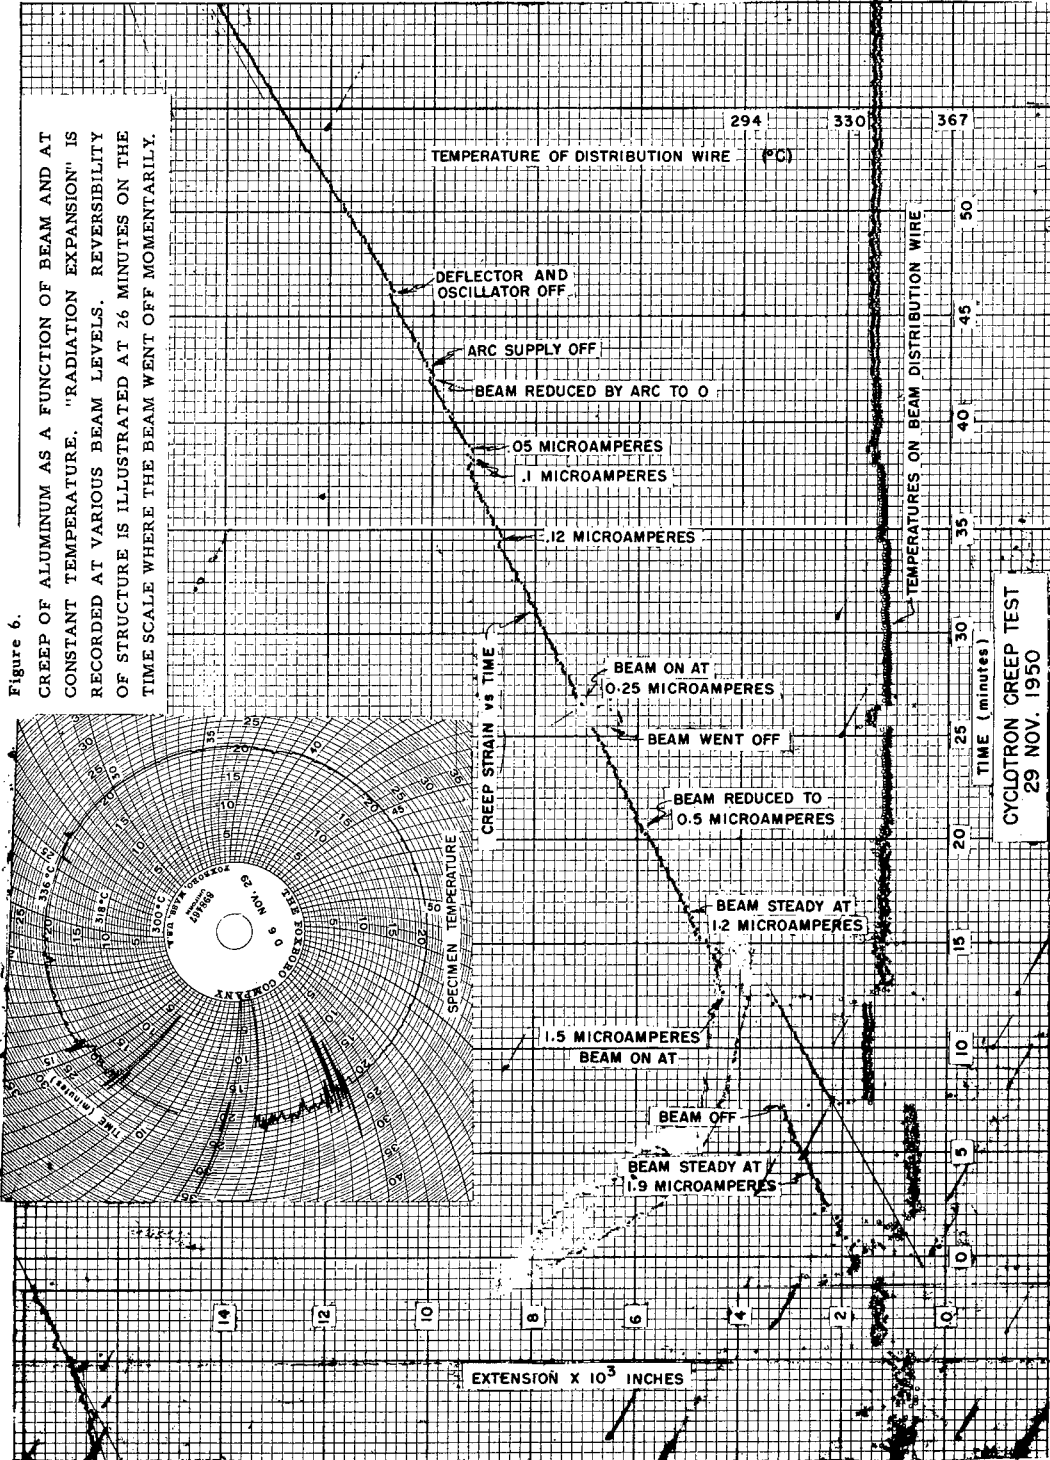 Figure 6.
CREEP OF ALUMINUM AS A FUNCTION OF BEAM AND AT
CONSTANT TEMPERATURE. "RADIATION EXPANSION" IS
RECORDED AT VARIOUS BEAM LEVELS. REVERSIBILITY
OF STRUCTURE IS ILLUSTRATED AT 26 MINUTES ON THE
TIME SCALE WHERE THE BEAM WENT OFF MOMENTARILY.
294 330 367
TEMPERATURE OF DISTRIBUTION WIRE (°C)
DEFLECTOR AND
OSCILLATOR OFF
ARC SUPPLY OFF
BEAM REDUCED BY ARC TO 0
.05 MICROAMPERES
.1 MICROAMPERES
.12 MICROAMPERES
CREEP STRAIN vs TIME
BEAM ON AT
0.25 MICROAMPERES
BEAM WENT OFF
BEAM REDUCED TO
0.5 MICROAMPERES
BEAM STEADY AT
1.2 MICROAMPERES
1.5 MICROAMPERES
BEAM ON AT
BEAM OFF
BEAM STEADY AT
1.9 MICROAMPERES
TEMPERATURES ON BEAM DISTRIBUTION WIRE
50
45
40
35
30
25
20
15
10
5
0
TIME (minutes)
CYCLOTRON CREEP TEST
29 NOV. 1950
14
12
10
8
6
4
2
0
EXTENSION X 10³ INCHES
SPECIMEN TEMPERATURE
THE FOXBORO COMPANY
FOXBORO, MASS. U.S.A.
898467
0 6 NOV. 29
300°C
318°C
336°C
TIME (minutes)